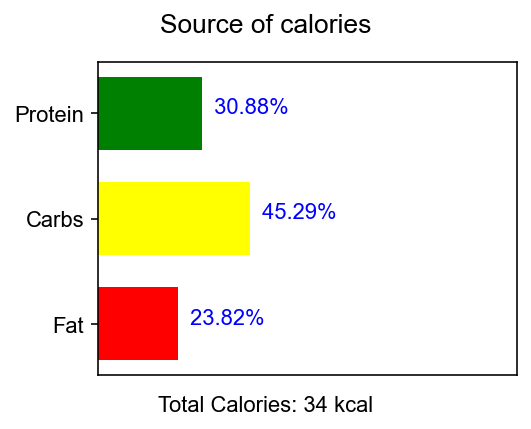 Source of calories
Protein 30.88%
Carbs 45.29%
Fat 23.82%
Total Calories: 34 kcal